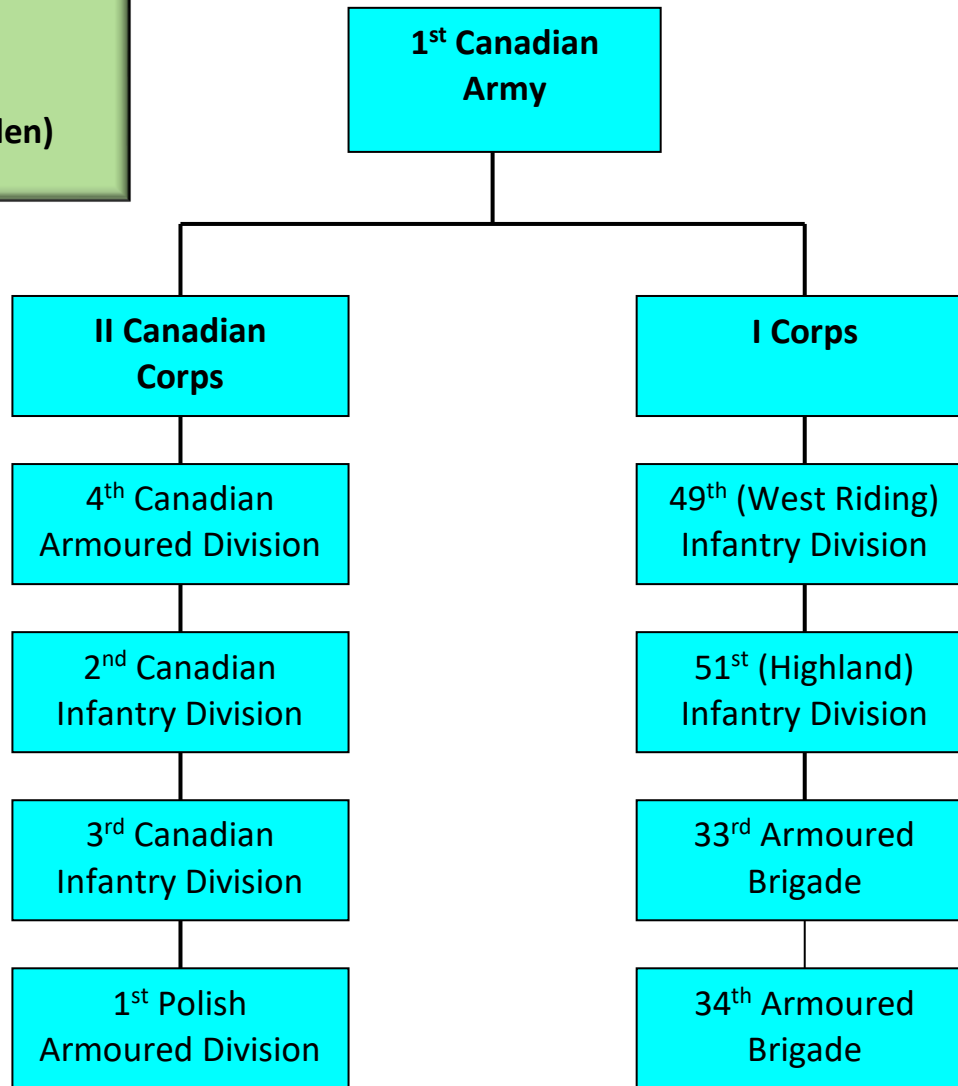 1st Canadian
Army
II Canadian
Corps
4th Canadian
Armoured Division
2nd Canadian
Infantry Division
3rd Canadian
Infantry Division
1st Polish
Armoured Division
I Corps
49th (West Riding)
Infantry Division
51st (Highland)
Infantry Division
33rd Armoured
Brigade
34th Armoured
Brigade